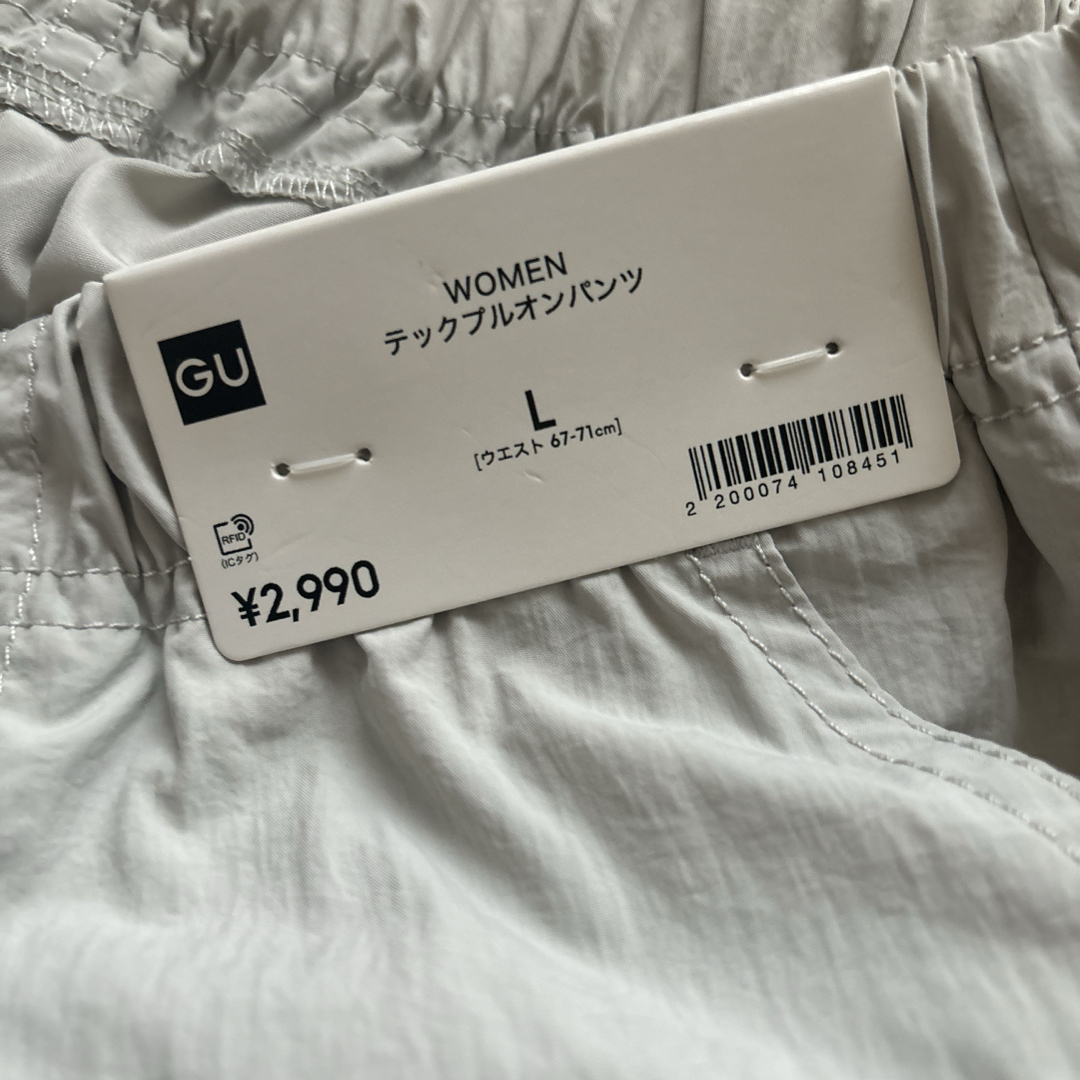 WOMEN
テックプルオンパンツ
GU
L
[ウエスト 67-71cm]
2 200074 108451
RFID
(ICタグ)
¥2,990